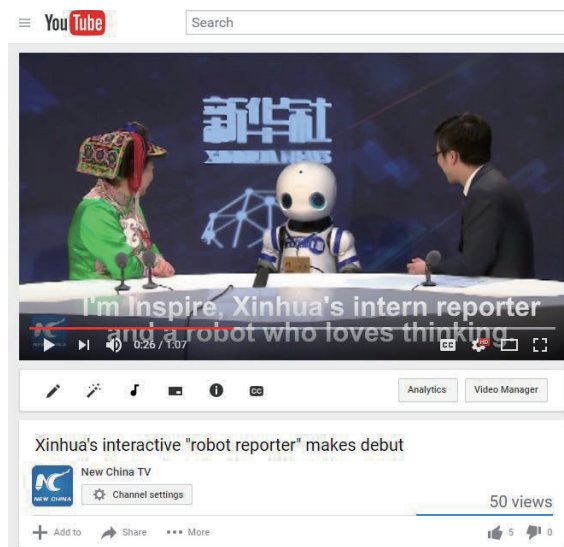 YouTube
Search
新华社
XINHUA NEWS
I'm Inspire, Xinhua's intern reporter
and a robot who loves thinking
NC
0:26 / 1:07
CC
HD
CC
Analytics
Video Manager
Xinhua's interactive "robot reporter" makes debut
NC
NEW CHINA
New China TV
Channel settings
50 views
Add to
Share
More
5
0